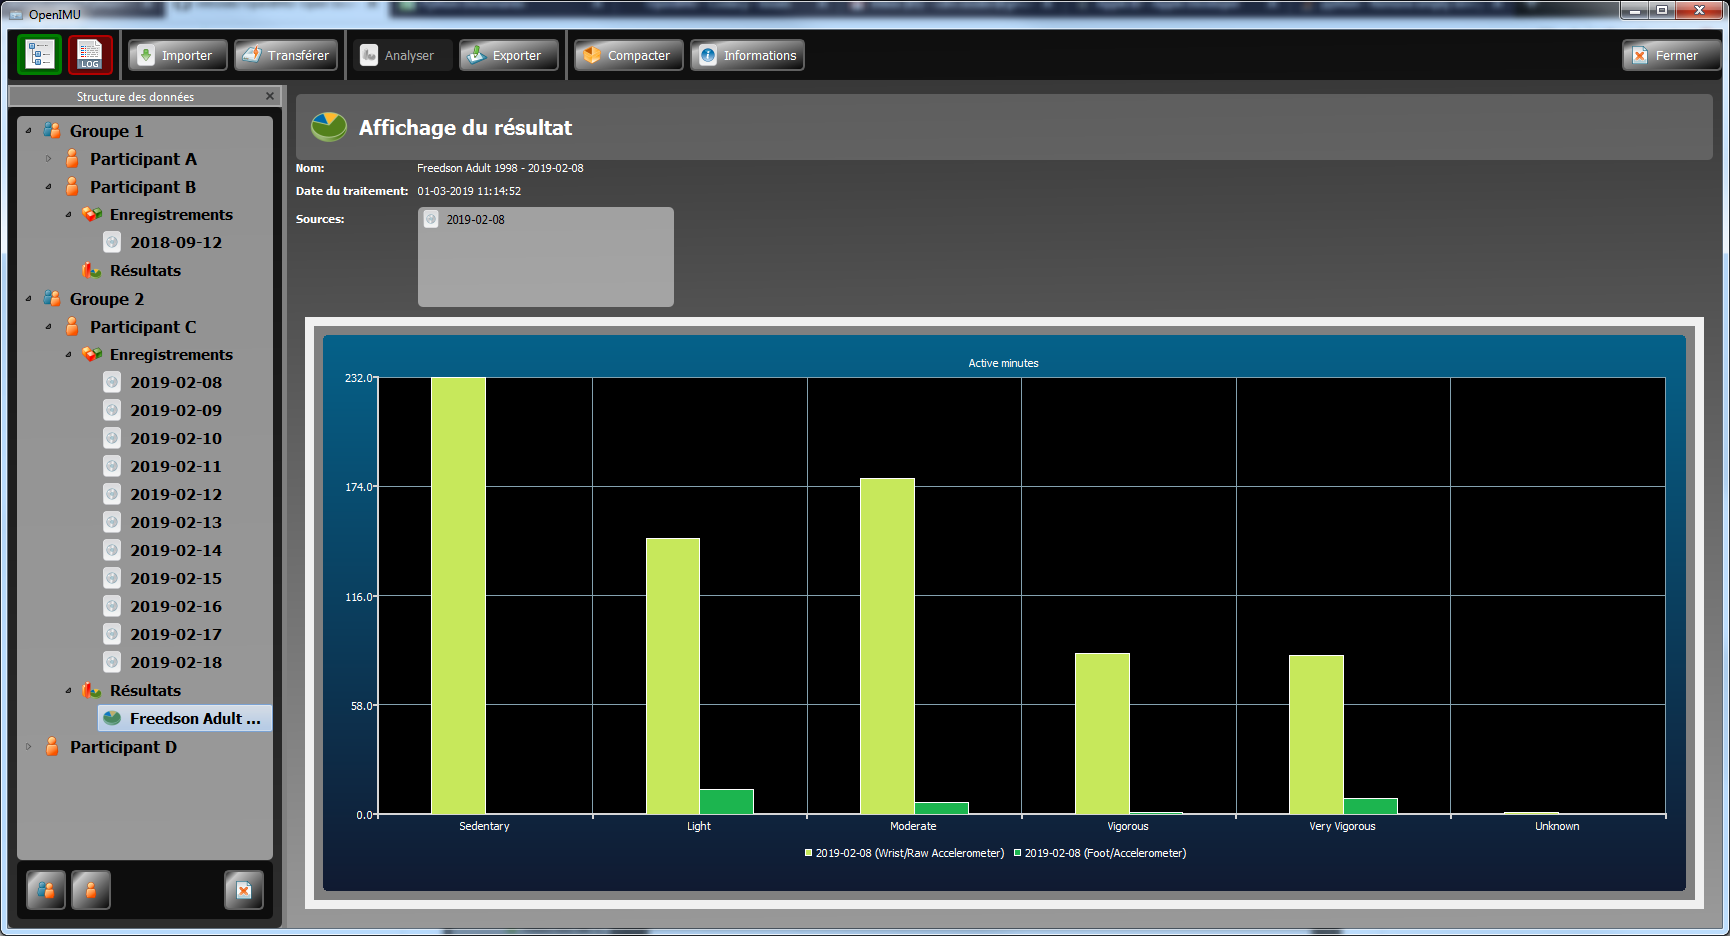 OpenIMU
LOG
Importer
Transférer
Analyser
Exporter
Compacter
Informations
Fermer
Structure des données
Groupe 1
Participant A
Participant B
Enregistrements
2018-09-12
Résultats
Groupe 2
Participant C
Enregistrements
2019-02-08
2019-02-09
2019-02-10
2019-02-11
2019-02-12
2019-02-13
2019-02-14
2019-02-15
2019-02-16
2019-02-17
2019-02-18
Résultats
Freedson Adult ...
Participant D
Affichage du résultat
Nom: Freedson Adult 1998 - 2019-02-08
Date du traitement: 01-03-2019 11:14:52
Sources: 2019-02-08
Active minutes
232.0
174.0
116.0
58.0
0.0
Sedentary Light Moderate Vigorous Very Vigorous Unknown
2019-02-08 (Wrist/Raw Accelerometer) 2019-02-08 (Foot/Accelerometer)